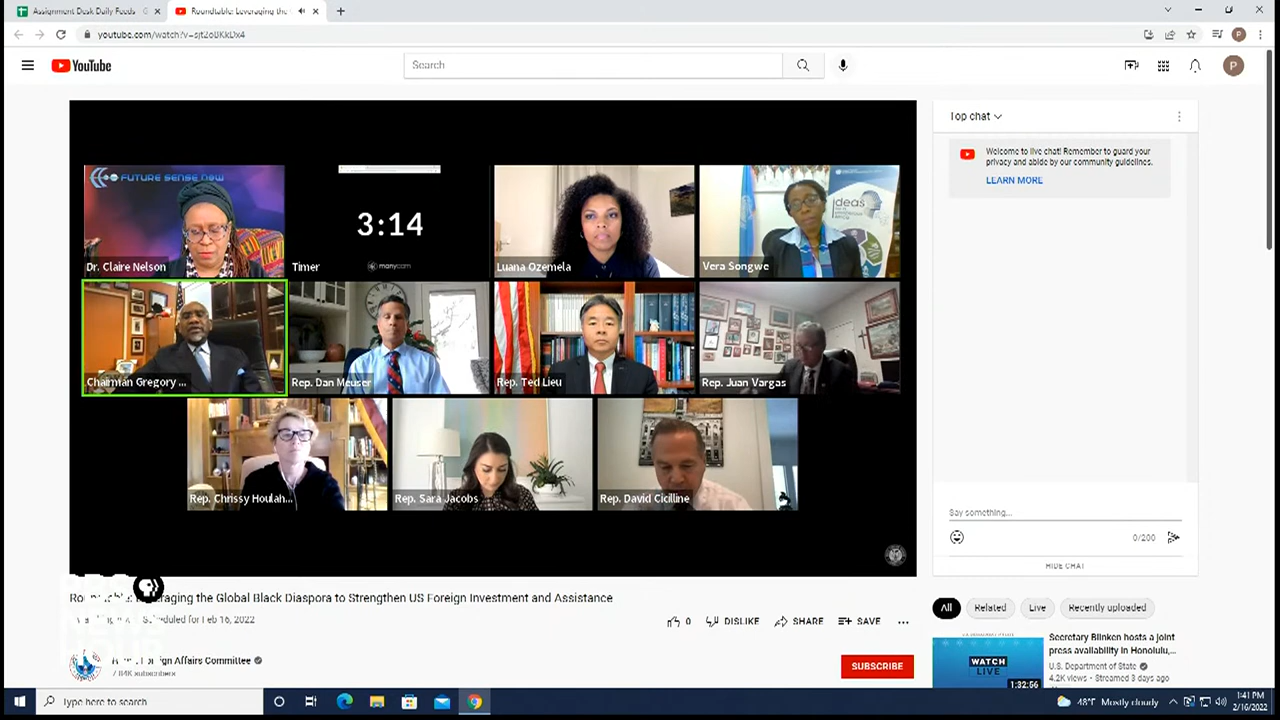 Assignment Desk Daily Feeds - G
Roundtable: Leveraging the
youtube.com/watch?v=
P
YouTube
Search
P
FUTURE SENSE NOW
Dr. Claire Nelson
3:14
manycam
Timer
Luana Ozemela
ideas
Vera Songwe
Chairman Gregory ...
Rep. Dan Meuser
Rep. Ted Lieu
Rep. Juan Vargas
Rep. Chrissy Houlah...
Rep. Sara Jacobs
Rep. David Cicilline
Top chat
Welcome to live chat! Remember to guard your
privacy and abide by our community guidelines.
LEARN MORE
Say something...
0/200
HIDE CHAT
Leveraging the Global Black Diaspora to Strengthen US Foreign Investment and Assistance
Scheduled for Feb 16, 2022
0
DISLIKE
SHARE
SAVE
Foreign Affairs Committee
7.84K subscribers
SUBSCRIBE
All
Related
Live
Recently uploaded
WATCH
LIVE
1:32:56
Secretary Blinken hosts a joint
press availability in Honolulu,...
U.S. Department of State
4.2K views • Streamed 3 days ago
Type here to search
48°F Mostly cloudy
1:41 PM
2/16/2022